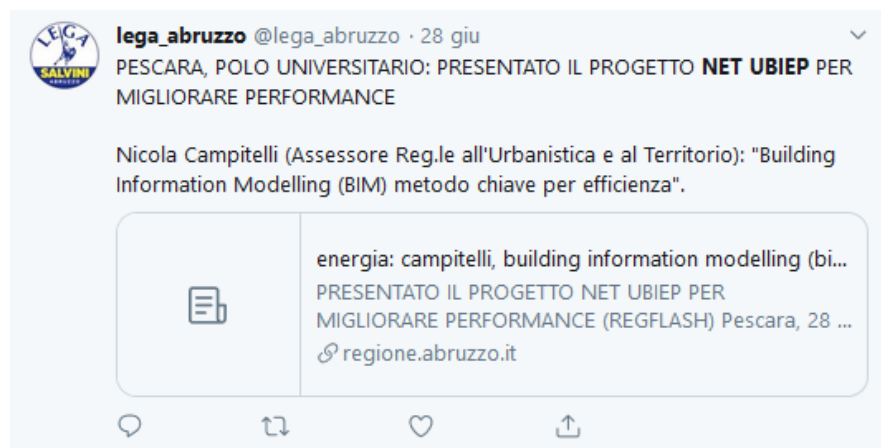 LEGA
SALVINI
ABRUZZO
lega_abruzzo @lega_abruzzo · 28 giu
PESCARA, POLO UNIVERSITARIO: PRESENTATO IL PROGETTO NET UBIEP PER
MIGLIORARE PERFORMANCE
Nicola Campitelli (Assessore Reg.le all'Urbanistica e al Territorio): "Building
Information Modelling (BIM) metodo chiave per efficienza".
energia: campitelli, building information modelling (bi...
PRESENTATO IL PROGETTO NET UBIEP PER
MIGLIORARE PERFORMANCE (REGFLASH) Pescara, 28 ...
regione.abruzzo.it